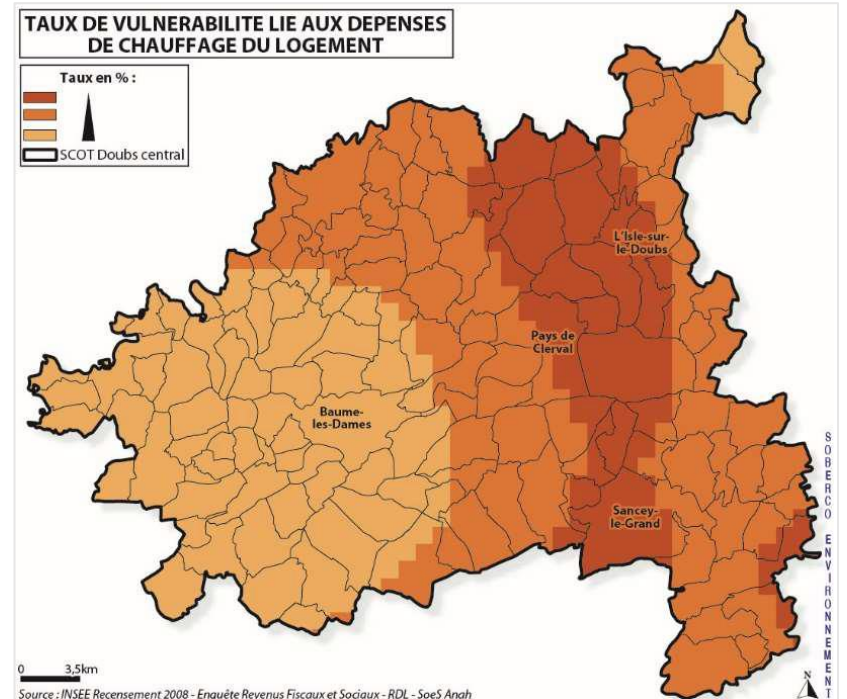 TAUX DE VULNERABILITE LIE AUX DEPENSES
DE CHAUFFAGE DU LOGEMENT
Taux en % :
SCOT Doubs central
L'Isle-sur-
le-Doubs
Pays de
Clerval
Baume-
les-Dames
Sancey-
le-Grand
SOBERCO ENVIRONNEMENT
0 3,5km
N
Source : INSEE Recensement 2008 - Enquête Revenus Fiscaux et Sociaux - RDL - SoeS Anah